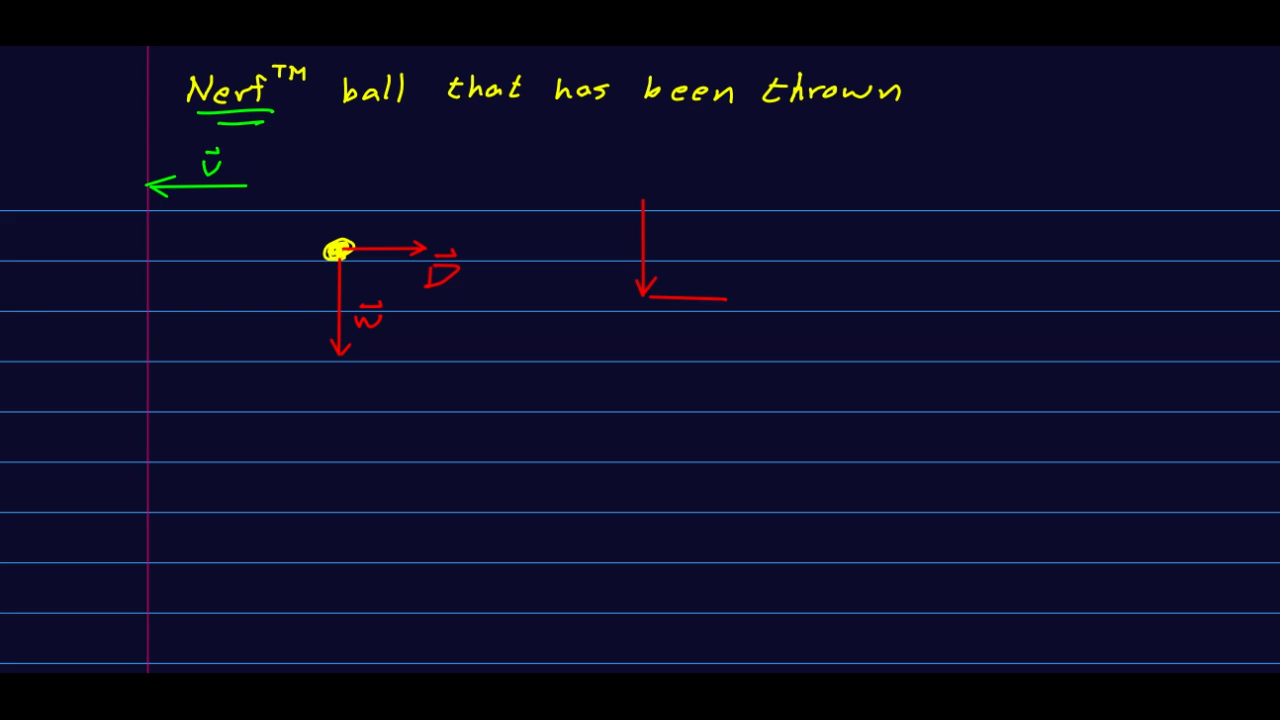 Nerf™ ball that has been thrown
v⃗
D⃗
w⃗